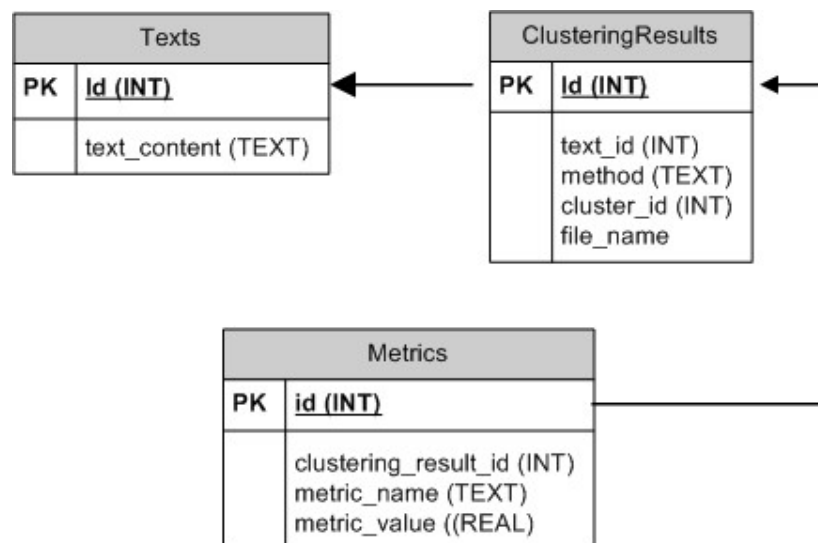 Texts
PK Id (INT)
text_content (TEXT)
ClusteringResults
PK Id (INT)
text_id (INT)
method (TEXT)
cluster_id (INT)
file_name
Metrics
PK id (INT)
clustering_result_id (INT)
metric_name (TEXT)
metric_value ((REAL)